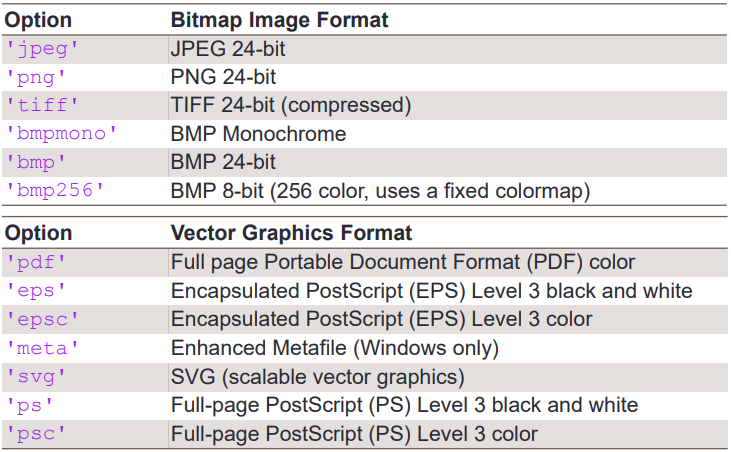 Option Bitmap Image Format
'jpeg' JPEG 24-bit
'png' PNG 24-bit
'tiff' TIFF 24-bit (compressed)
'bmpmono' BMP Monochrome
'bmp' BMP 24-bit
'bmp256' BMP 8-bit (256 color, uses a fixed colormap)
Option Vector Graphics Format
'pdf' Full page Portable Document Format (PDF) color
'eps' Encapsulated PostScript (EPS) Level 3 black and white
'epsc' Encapsulated PostScript (EPS) Level 3 color
'meta' Enhanced Metafile (Windows only)
'svg' SVG (scalable vector graphics)
'ps' Full-page PostScript (PS) Level 3 black and white
'psc' Full-page PostScript (PS) Level 3 color